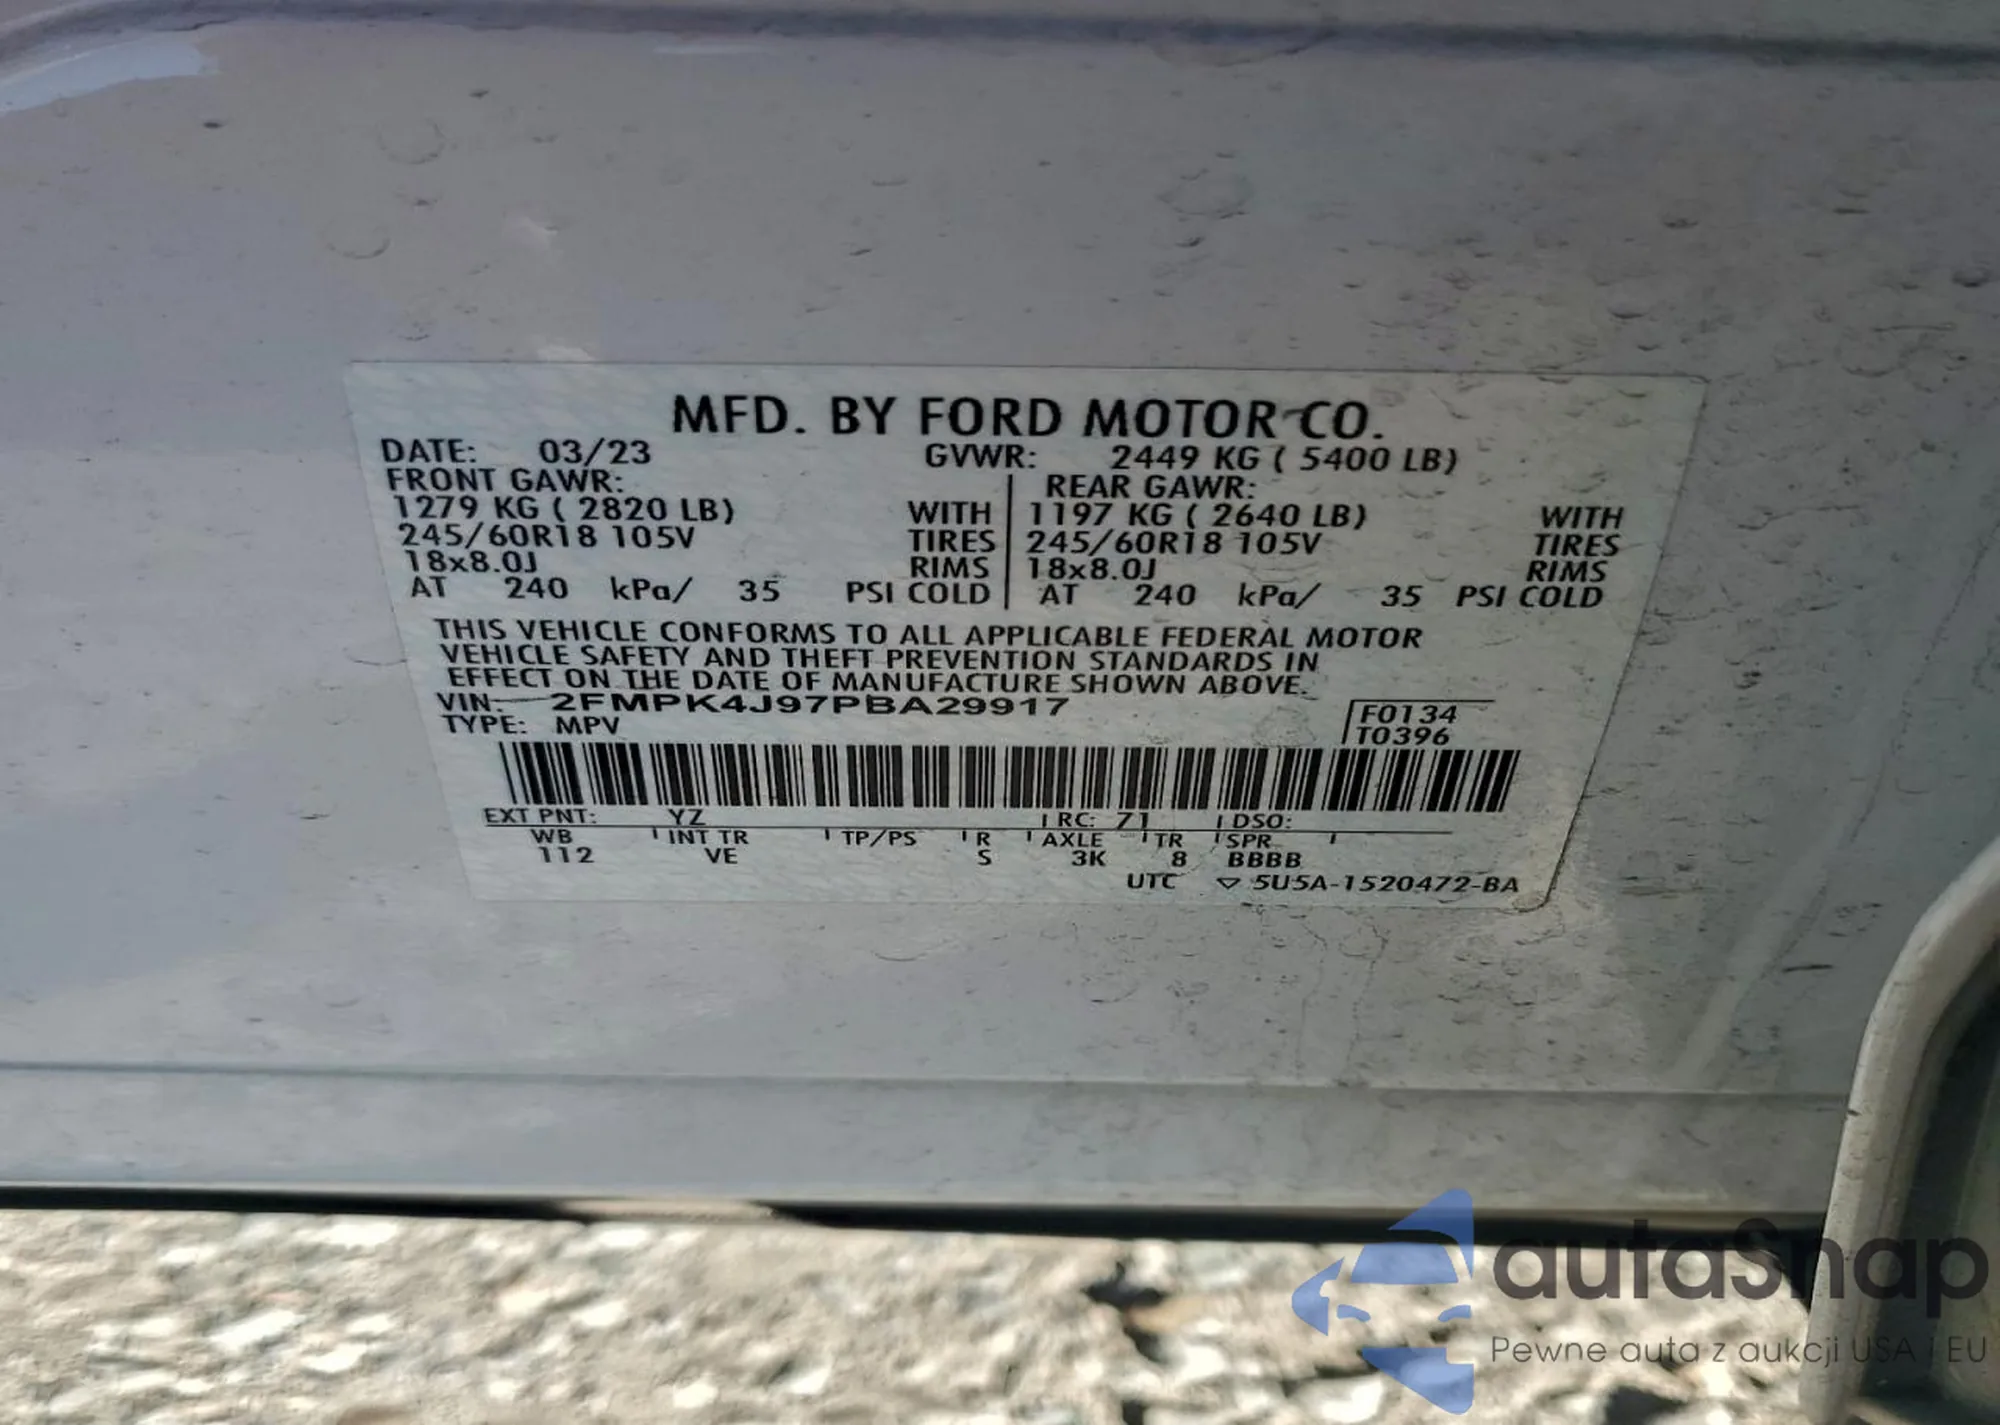 MFD. BY FORD MOTOR CO.
DATE: 03/23 GVWR: 2449 KG ( 5400 LB)
FRONT GAWR: REAR GAWR:
1279 KG ( 2820 LB) WITH 1197 KG ( 2640 LB) WITH
245/60R18 105V TIRES 245/60R18 105V TIRES
18x8.0J RIMS 18x8.0J RIMS
AT 240 kPa/ 35 PSI COLD AT 240 kPa/ 35 PSI COLD
THIS VEHICLE CONFORMS TO ALL APPLICABLE FEDERAL MOTOR
VEHICLE SAFETY AND THEFT PREVENTION STANDARDS IN
EFFECT ON THE DATE OF MANUFACTURE SHOWN ABOVE.
VIN: 2FMPK4J97PBA29917
TYPE: MPV
F0134
T0396
EXT PNT: YZ RC: 71 DSO:
WB INT TR TP/PS R AXLE TR SPR
112 VE S 3K 8 BBBB
UTC ▽ 5U5A-1520472-BA
autaSnap
Pewne auta z aukcji USA i EU